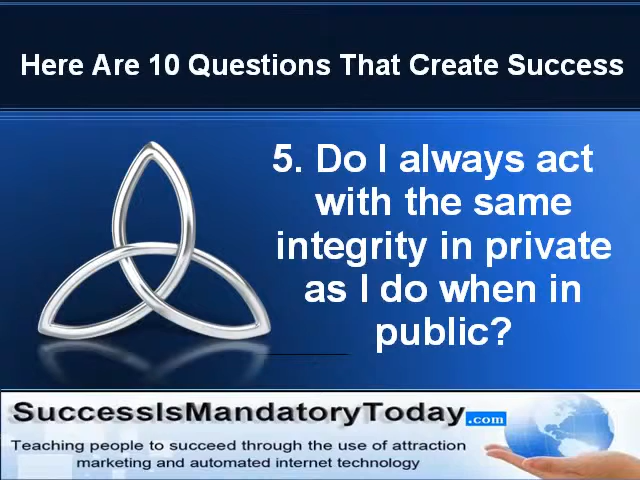 Here Are 10 Questions That Create Success
5. Do I always act
with the same
integrity in private
as I do when in
public?
SuccessIsMandatoryToday.com
Teaching people to succeed through the use of attraction
marketing and automated internet technology